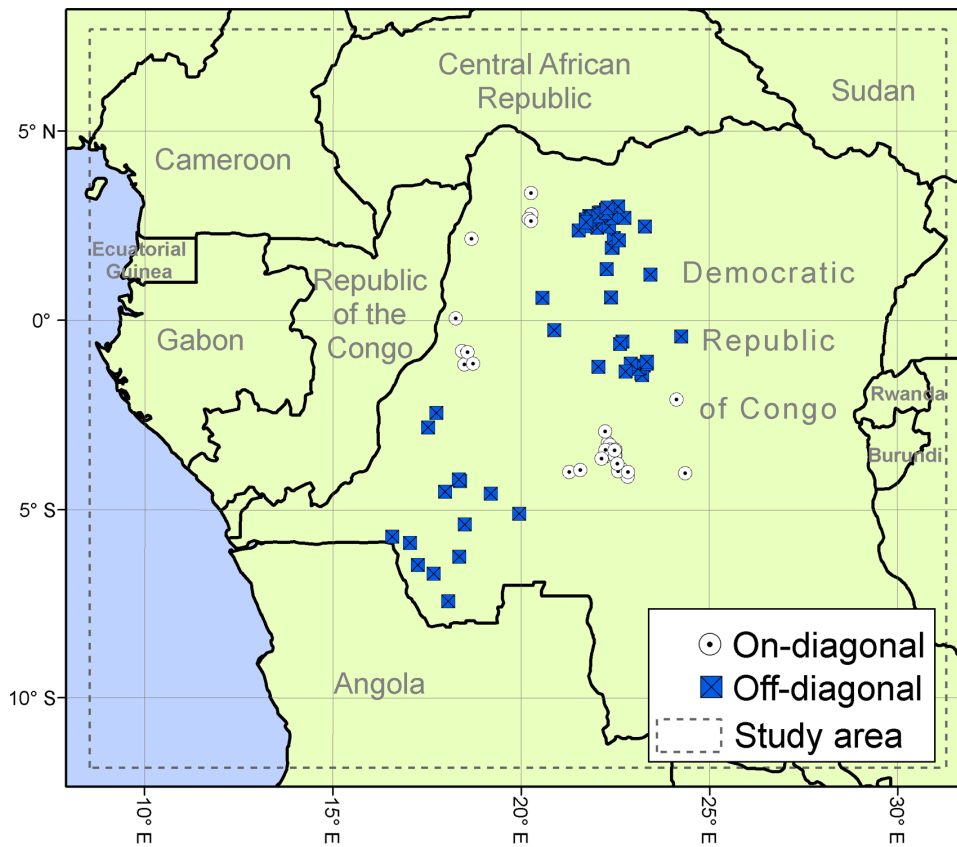 Central African
Republic
Sudan
5° N
Cameroon
Ecuatorial
Guinea
Republic
of the
Congo
Democratic
Republic
of Congo
0°
Gabon
Rwanda
Burundi
5° S
On-diagonal
Off-diagonal
Study area
Angola
10° S
10° E
15° E
20° E
25° E
30° E